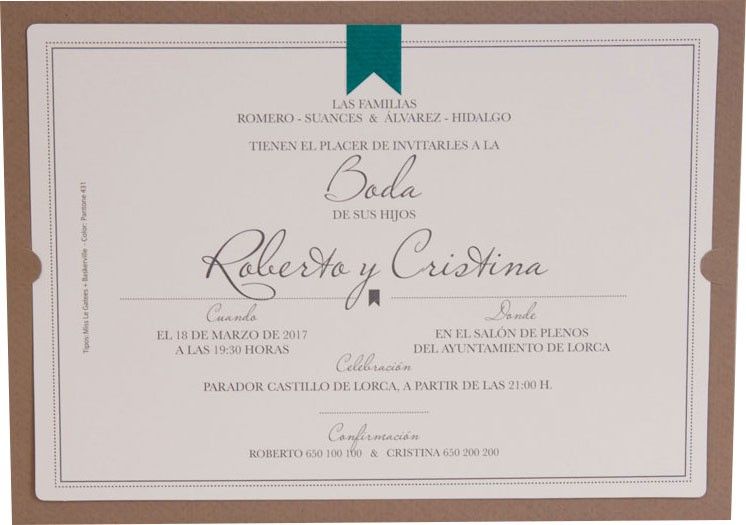 LAS FAMILIAS
ROMERO - SUANCES & ÁLVAREZ - HIDALGO
TIENEN EL PLACER DE INVITARLES A LA
Boda
DE SUS HIJOS
Roberto y Cristina
Cuando
EL 18 DE MARZO DE 2017
A LAS 19:30 HORAS
Donde
EN EL SALÓN DE PLENOS
DEL AYUNTAMIENTO DE LORCA
Celebración
PARADOR CASTILLO DE LORCA, A PARTIR DE LAS 21:00 H.
Confirmación
ROBERTO 650 100 100 & CRISTINA 650 200 200
Tipos: Miss Le Gatees + Baskerville - Color: Pantone 431